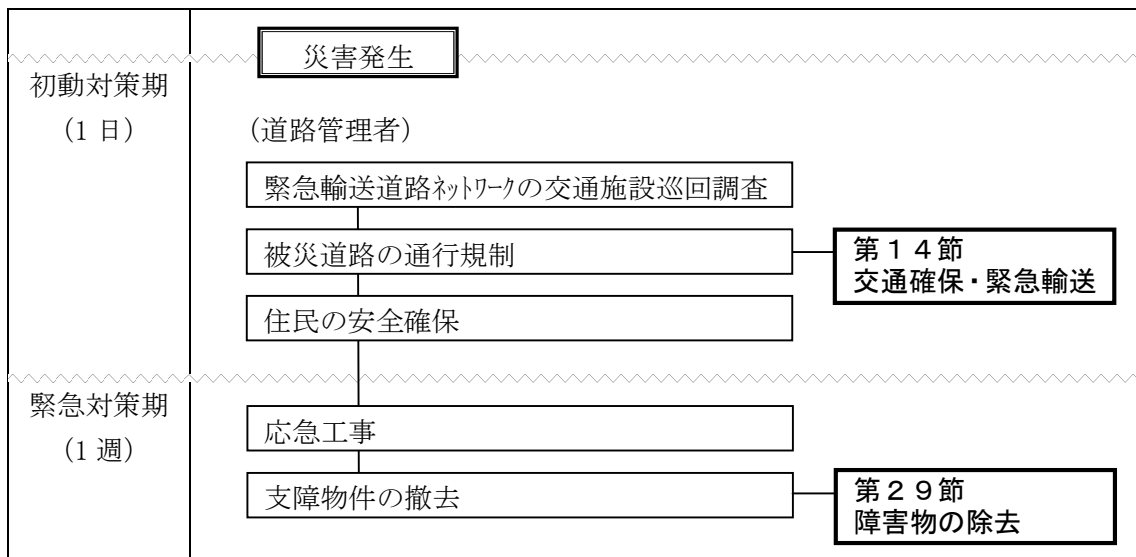 災害発生
初動対策期
（1 日）
（道路管理者）
緊急輸送道路ﾈｯﾄﾜｰｸの交通施設巡回調査
被災道路の通行規制
第１４節
交通確保・緊急輸送
住民の安全確保
緊急対策期
（1 週）
応急工事
支障物件の撤去
第２９節
障害物の除去